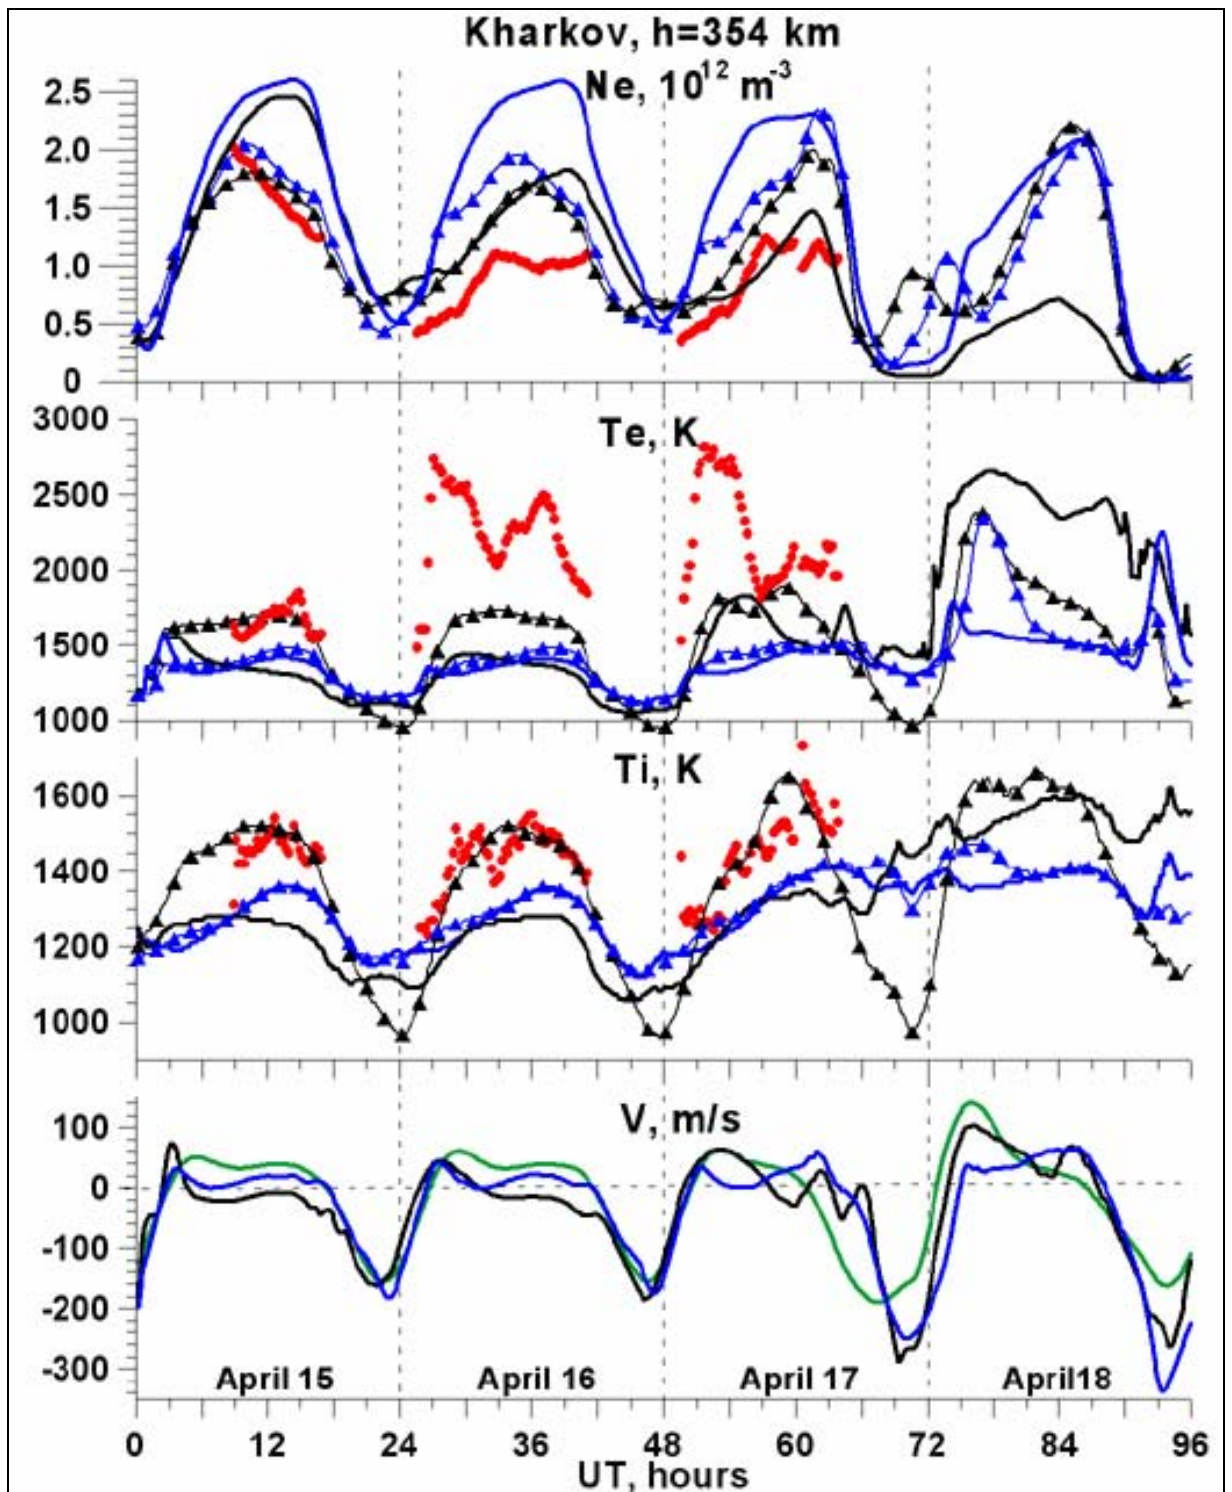 Kharkov, h=354 km
Ne, 10¹² m⁻³
2.5
2.0
1.5
1.0
0.5
0
Te, K
3000
2500
2000
1500
1000
Ti, K
1600
1400
1200
1000
V, m/s
100
0
-100
-200
-300
April 15 April 16 April 17 April18
0 12 24 36 48 60 72 84 96
UT, hours